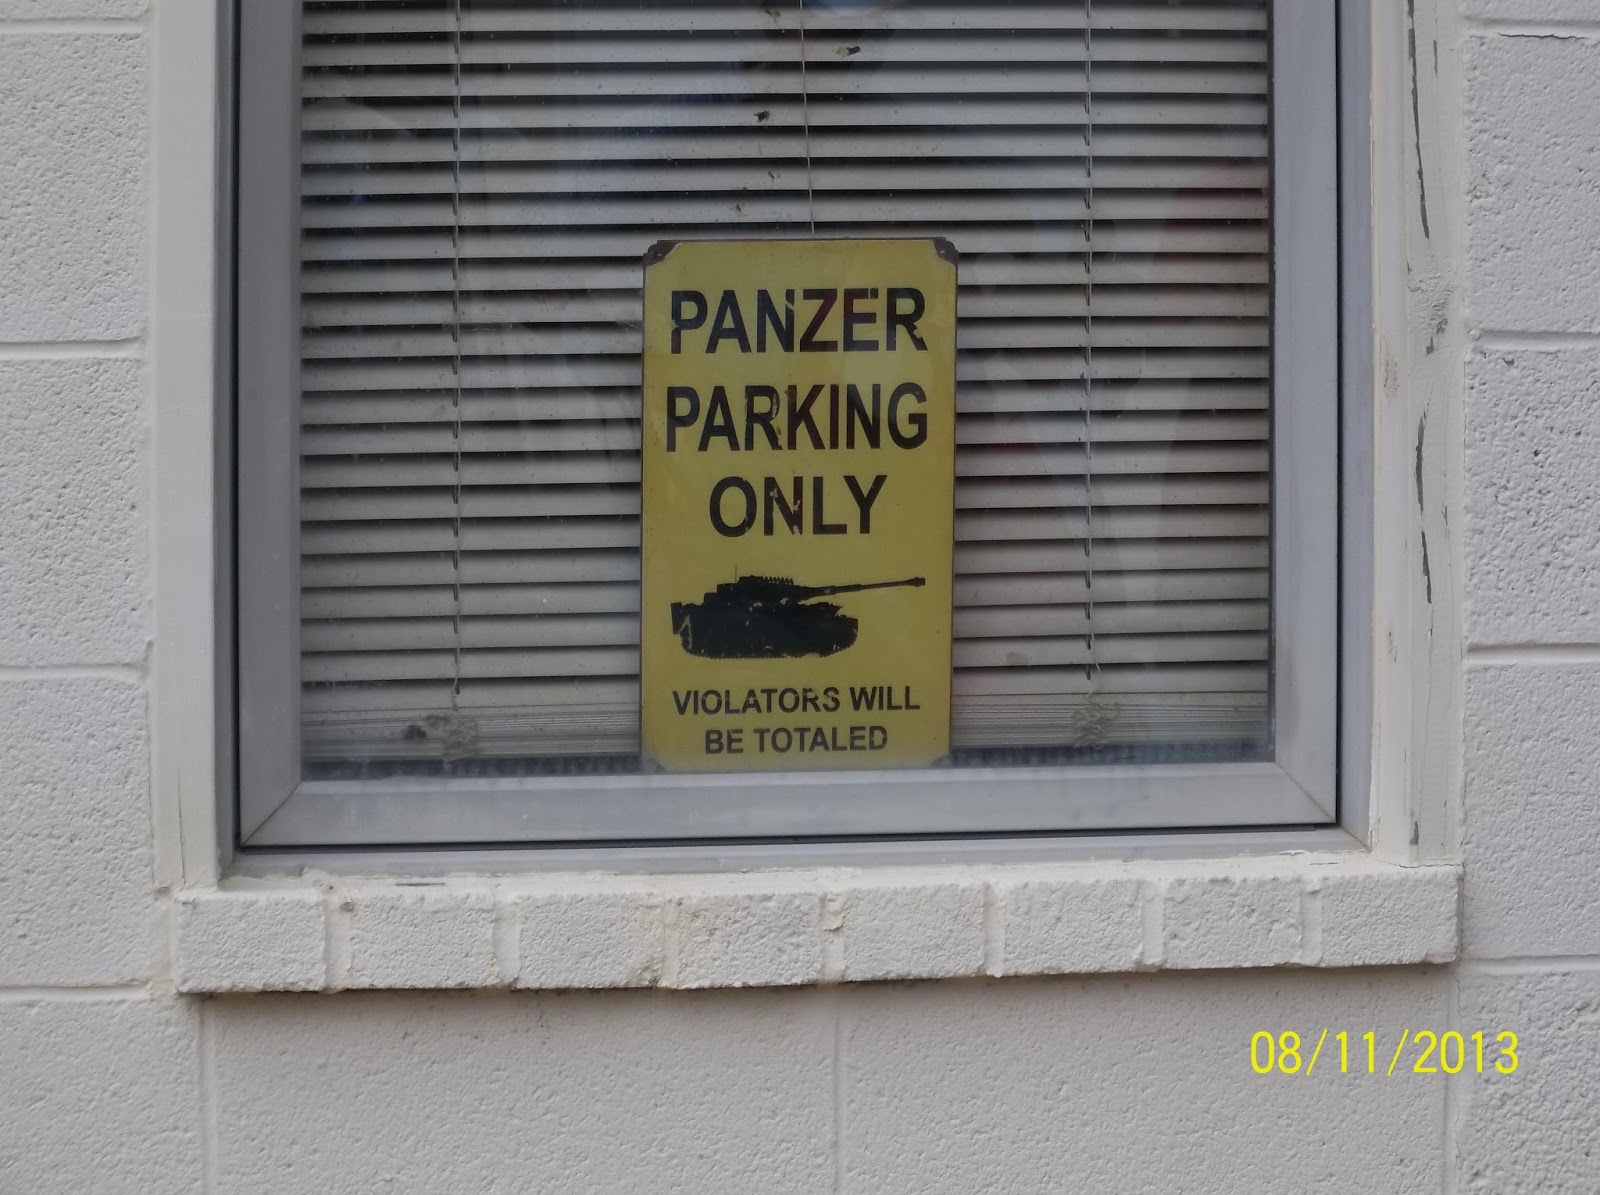 PANZER
PARKING
ONLY
VIOLATORS WILL
BE TOTALED
08/11/2013